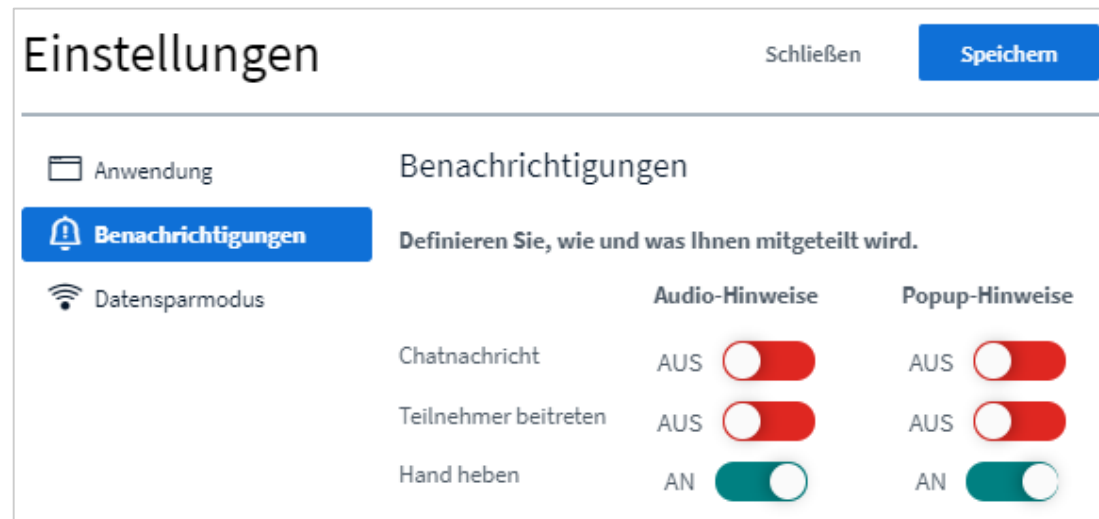 Einstellungen Schließen Speichern
Anwendung
Benachrichtigungen
Datensparmodus
Benachrichtigungen
Definieren Sie, wie und was Ihnen mitgeteilt wird.
Audio-Hinweise Popup-Hinweise
Chatnachricht AUS AUS
Teilnehmer beitreten AUS AUS
Hand heben AN AN